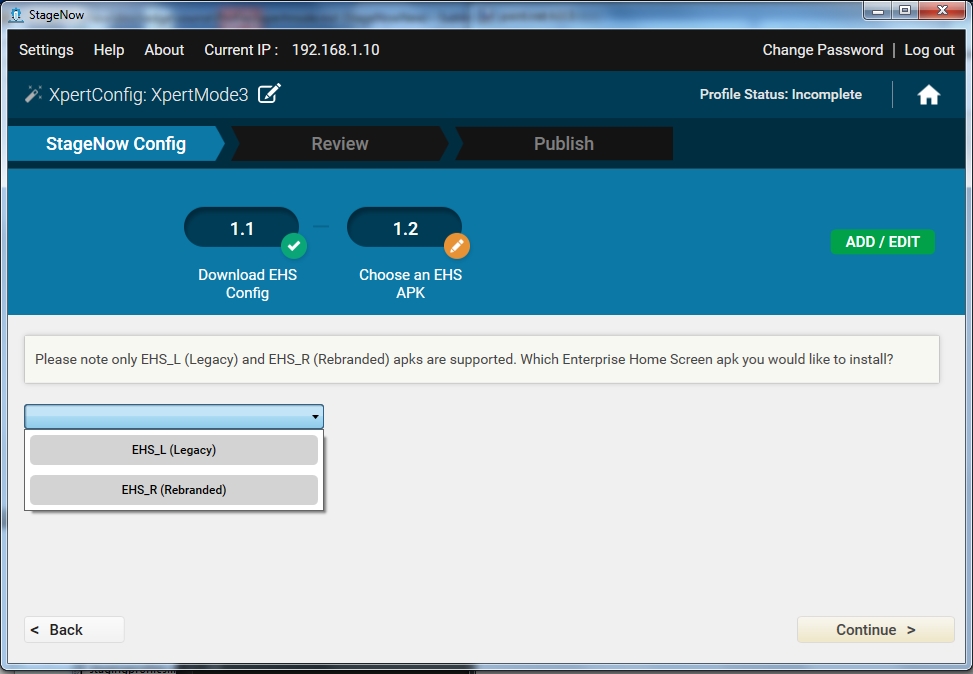 StageNow
Settings Help About Current IP : 192.168.1.10 Change Password | Log out
XpertConfig: XpertMode3 Profile Status: Incomplete
StageNow Config Review Publish
1.1 1.2
Download EHS Config Choose an EHS APK
ADD / EDIT
Please note only EHS_L (Legacy) and EHS_R (Rebranded) apks are supported. Which Enterprise Home Screen apk you would like to install?
EHS_L (Legacy)
EHS_R (Rebranded)
< Back Continue >